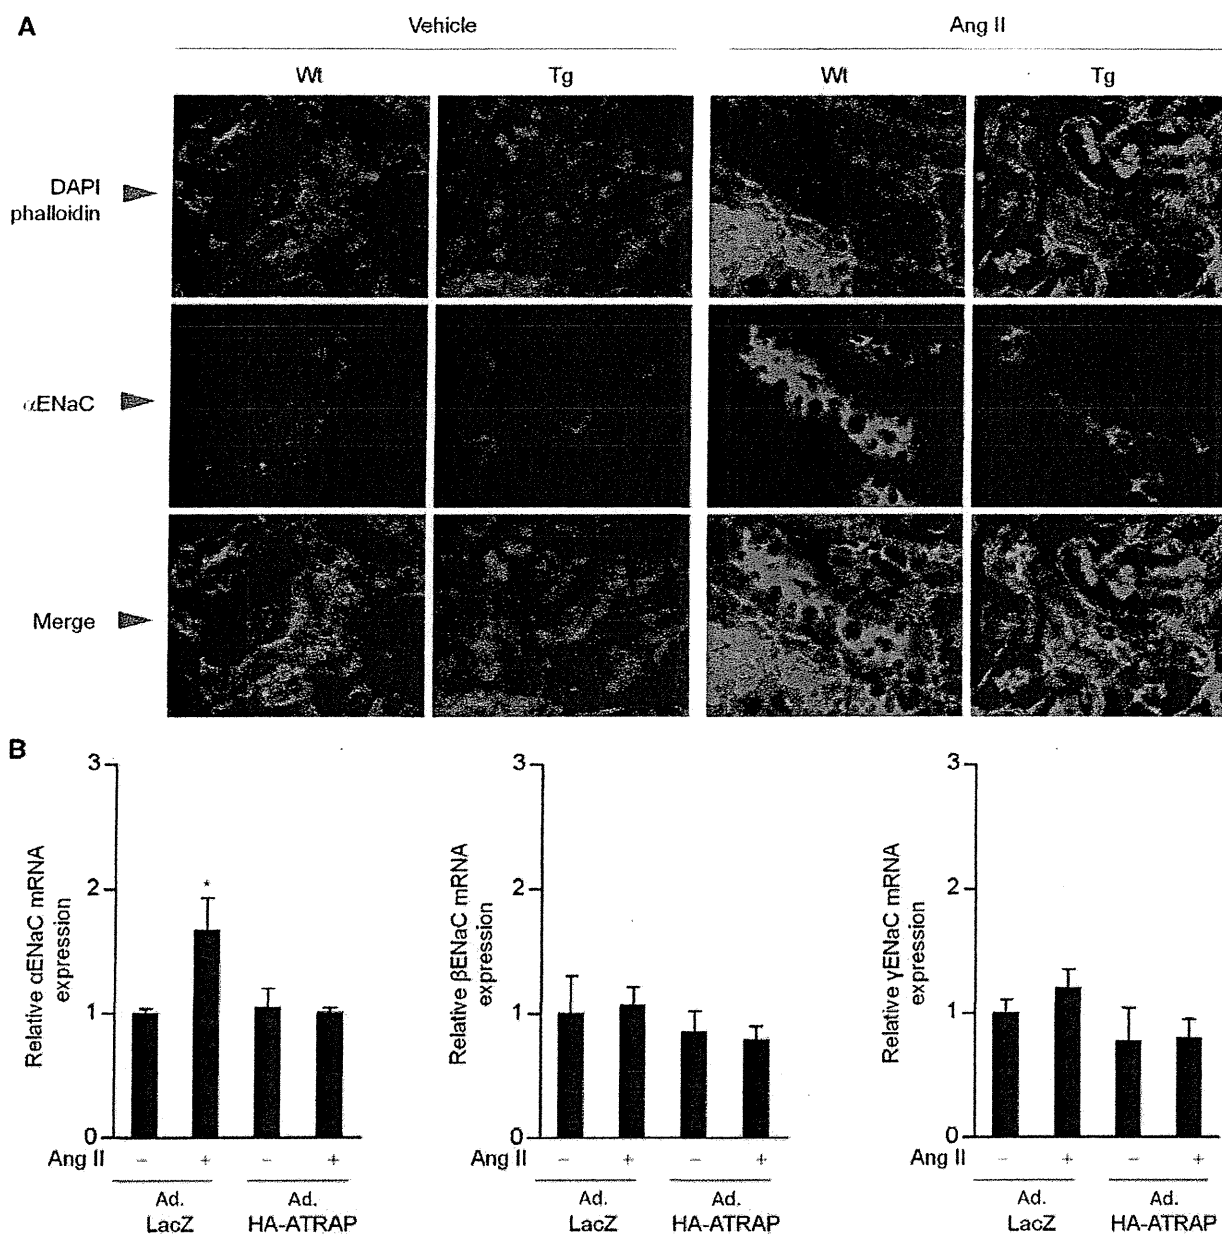 A
Vehicle
Ang II
Wt
Tg
Wt
Tg
DAPI
phalloidin
αENaC
Merge
B
Relative αENaC mRNA
expression
3
2
1
0
*
Ang II
−
+
−
+
Ad.
LacZ
Ad.
HA-ATRAP
Relative βENaC mRNA
expression
3
2
1
0
Ang II
−
+
−
+
Ad.
LacZ
Ad.
HA-ATRAP
Relative γENaC mRNA
expression
3
2
1
0
Ang II
−
+
−
+
Ad.
LacZ
Ad.
HA-ATRAP